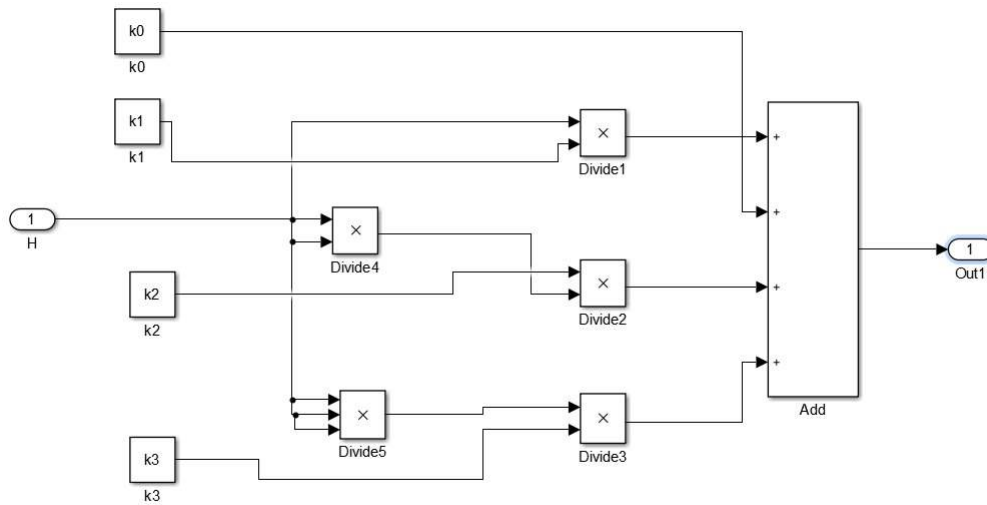 k0
k0
k1
k1
×
Divide1
+
+
1
H
×
Divide4
1
Out1
k2
k2
×
Divide2
+
+
Add
×
Divide5
×
Divide3
k3
k3